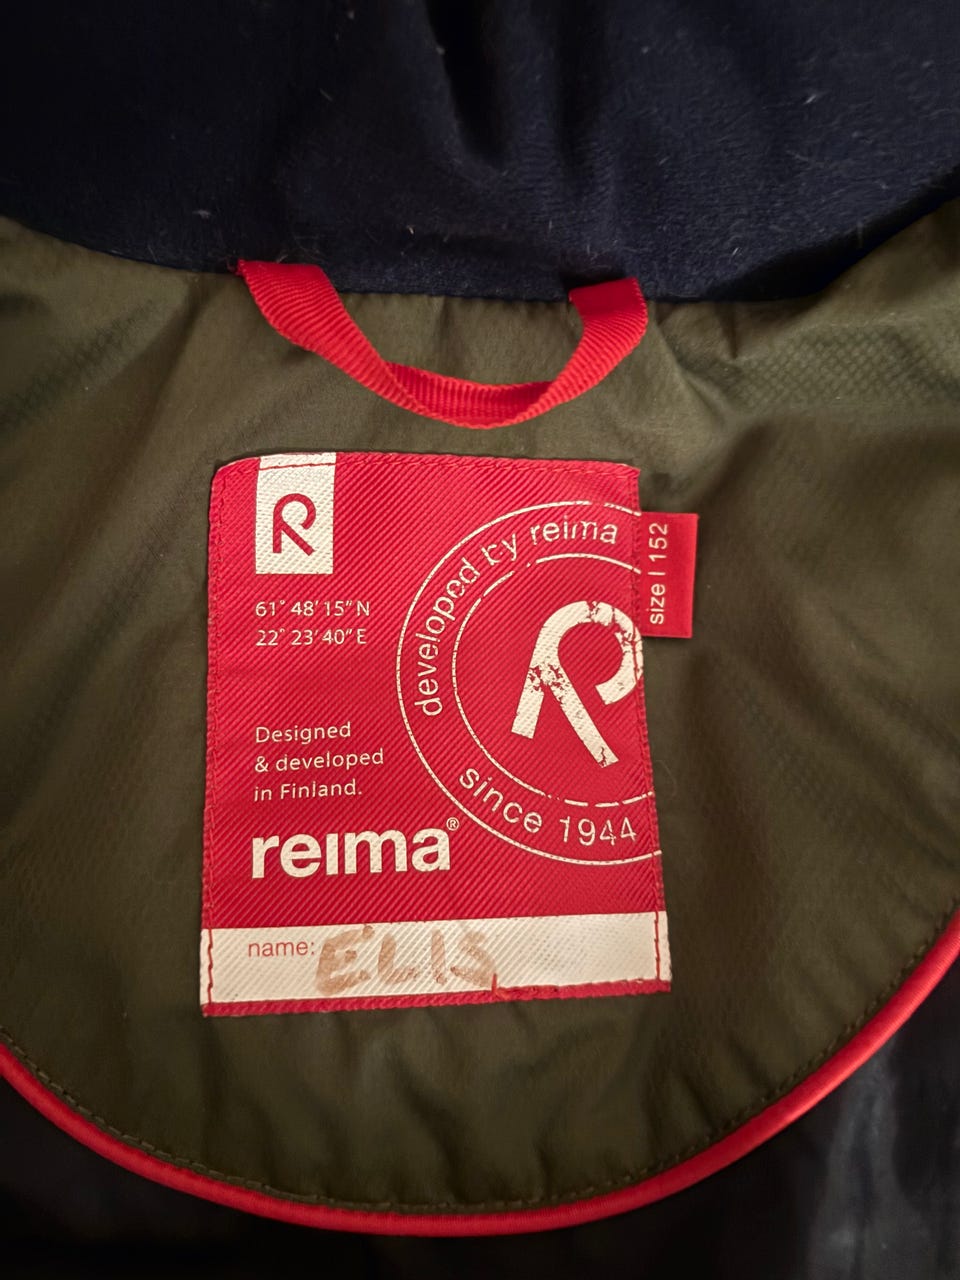 R
61° 48' 15" N
22° 23' 40" E
Designed
& developed
in Finland.
reima®
developed by reima
R
since 1944
size | 152
name: ELIS